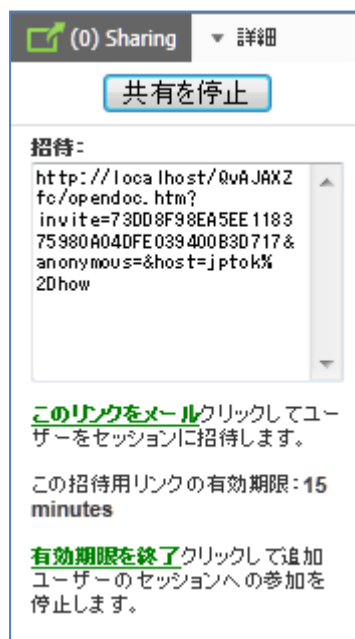 (0) Sharing ▼ 詳細
共有を停止
招待:
http://localhost/QvAJAXZ
fc/opendoc.htm?
invite=73DD8F98EA5EE1183
75980A04DFE039400B3D717&
anonymous=&host=jptok%
2Dhow
このリンクをメールクリックしてユー
ザーをセッションに招待します。
この招待用リンクの有効期限:15
minutes
有効期限を終了クリックして追加
ユーザーのセッションへの参加を
停止します。